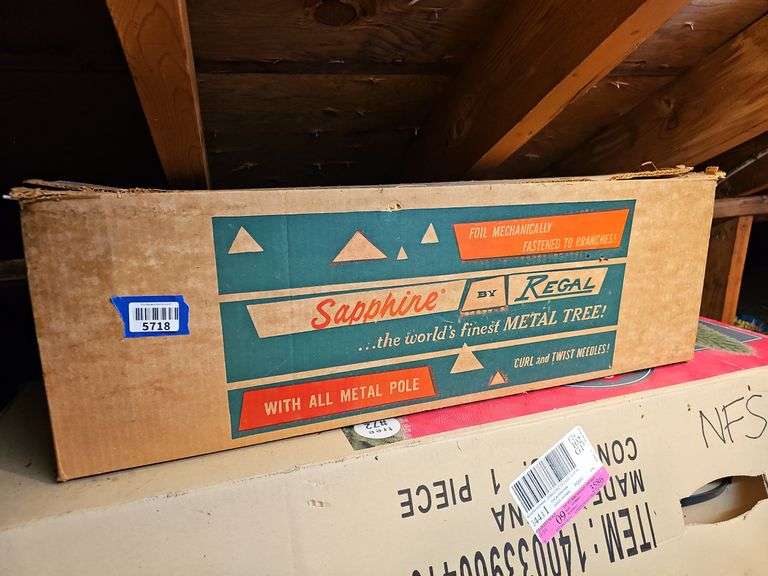 FOIL MECHANICALLY
FASTENED TO BRANCHES!
Sapphire BY REGAL
...the world's finest METAL TREE!
CURL and TWIST NEEDLES!
WITH ALL METAL POLE
5718
NFS
1 PIECE
MADE
ITEM: